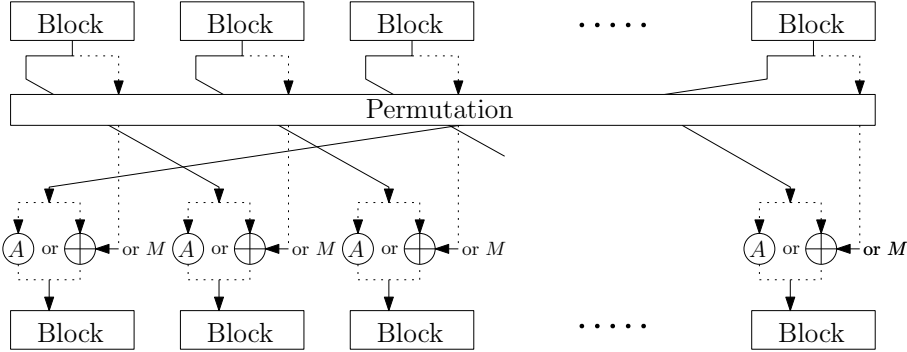 Block Block Block ..... Block
Permutation
A or or M A or or M A or or M A or or M
Block Block Block ..... Block